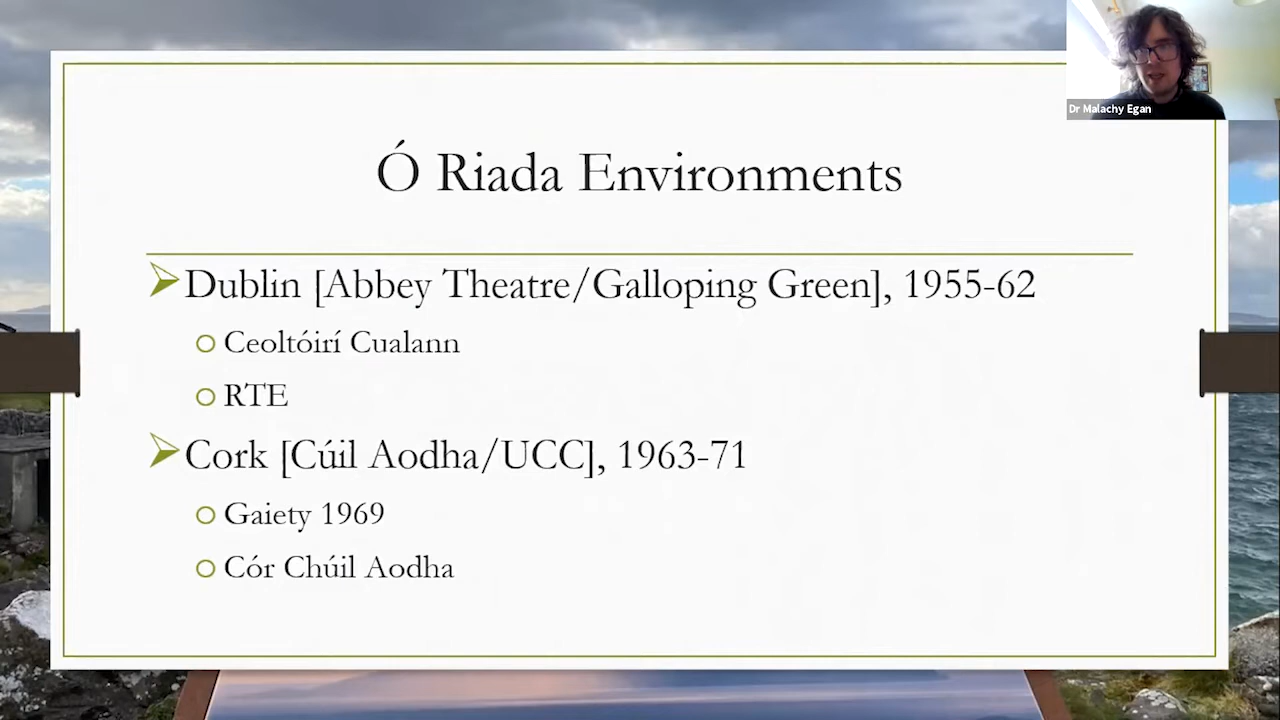 Dr Malachy Egan
Ó Riada Environments
Dublin [Abbey Theatre/Galloping Green], 1955-62
Ceoltóirí Cualann
RTE
Cork [Cúil Aodha/UCC], 1963-71
Gaiety 1969
Cór Chúil Aodha